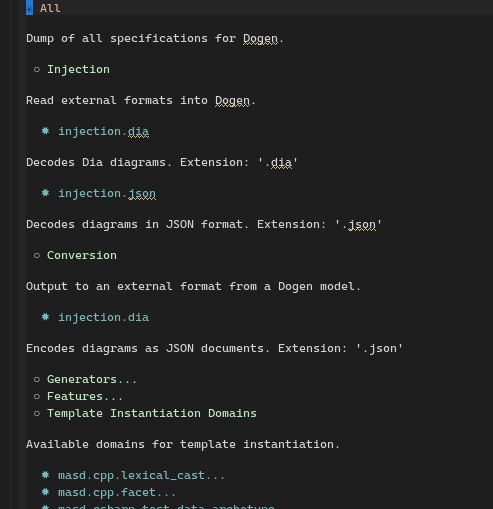 All
Dump of all specifications for Dogen.
○ Injection
Read external formats into Dogen.
✸ injection.dia
Decodes Dia diagrams. Extension: '.dia'
✸ injection.json
Decodes diagrams in JSON format. Extension: '.json'
○ Conversion
Output to an external format from a Dogen model.
✸ injection.dia
Encodes diagrams as JSON documents. Extension: '.json'
○ Generators...
○ Features...
○ Template Instantiation Domains
Available domains for template instantiation.
✸ masd.cpp.lexical_cast...
✸ masd.cpp.facet...